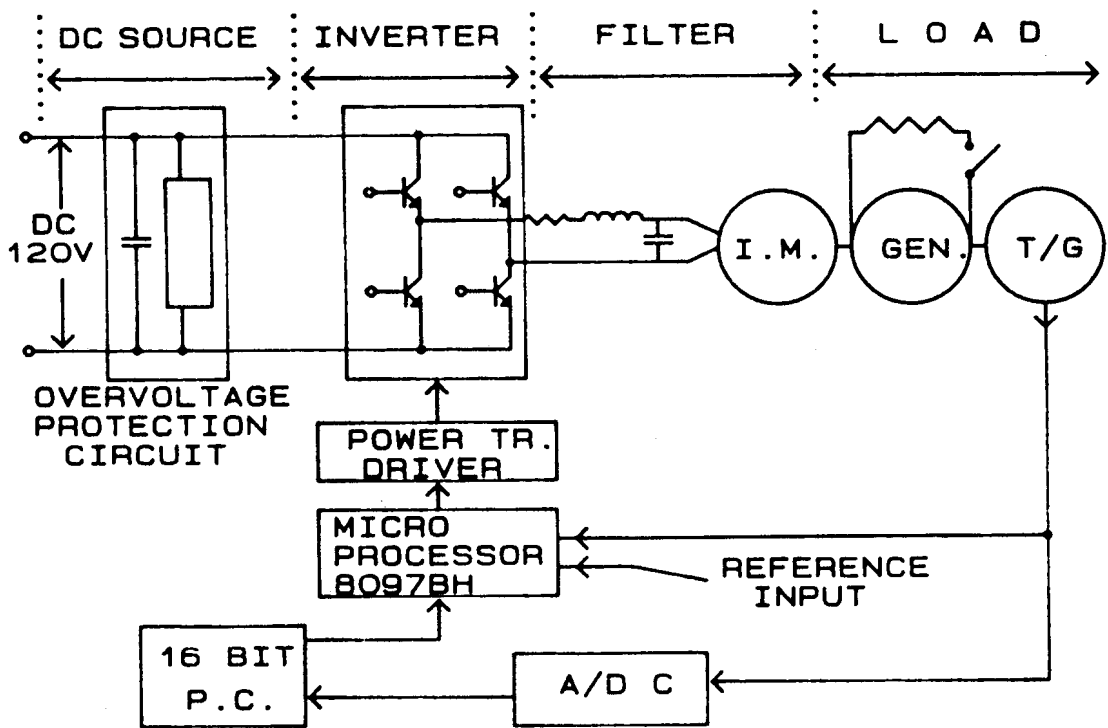 DC SOURCE
INVERTER
FILTER
LOAD
DC
120V
I.M.
GEN.
T/G
OVERVOLTAGE
PROTECTION
CIRCUIT
POWER TR.
DRIVER
MICRO
PROCESSOR
8097BH
REFERENCE
INPUT
16 BIT
P.C.
A/D C